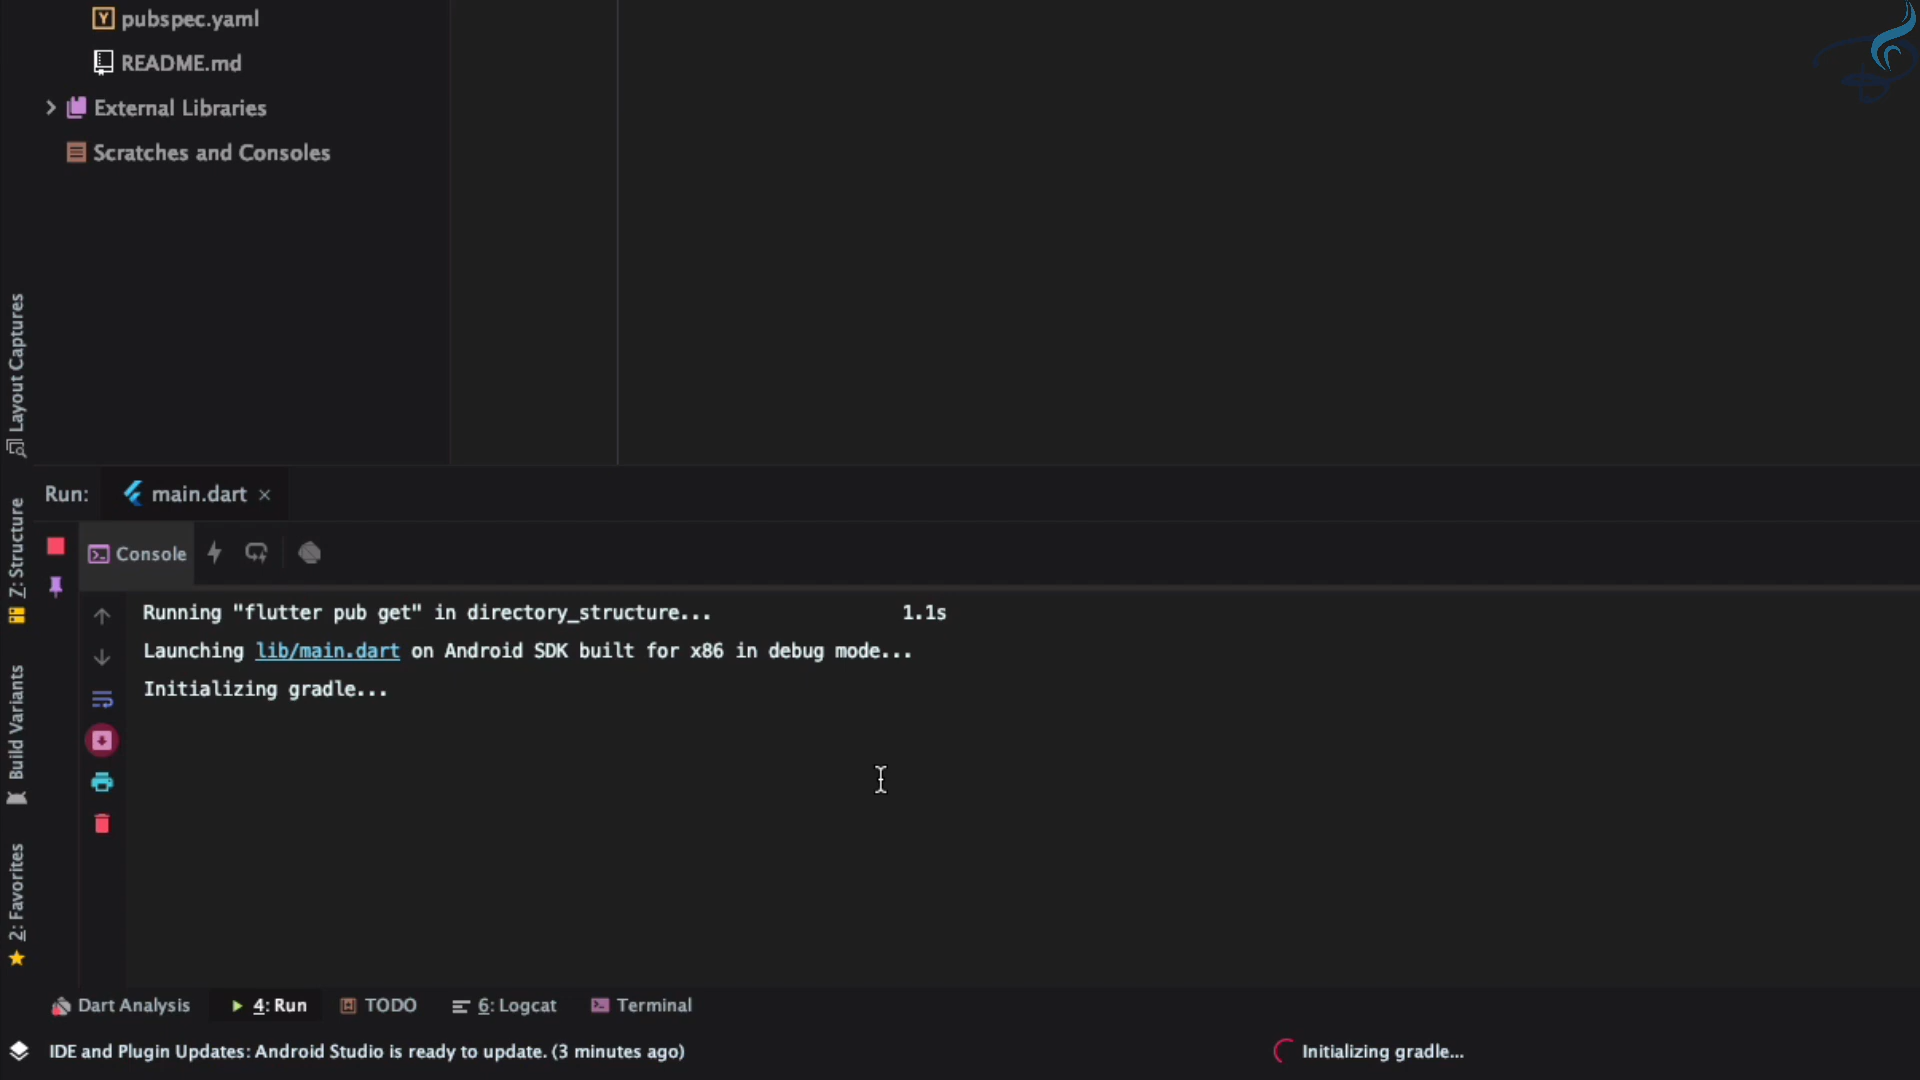 pubspec.yaml
README.md
External Libraries
Scratches and Consoles
Layout Captures
Z: Structure
Build Variants
2: Favorites
Run: main.dart
Console
Running "flutter pub get" in directory_structure... 1.1s
Launching lib/main.dart on Android SDK built for x86 in debug mode...
Initializing gradle...
Dart Analysis 4: Run TODO 6: Logcat Terminal
IDE and Plugin Updates: Android Studio is ready to update. (3 minutes ago) Initializing gradle...